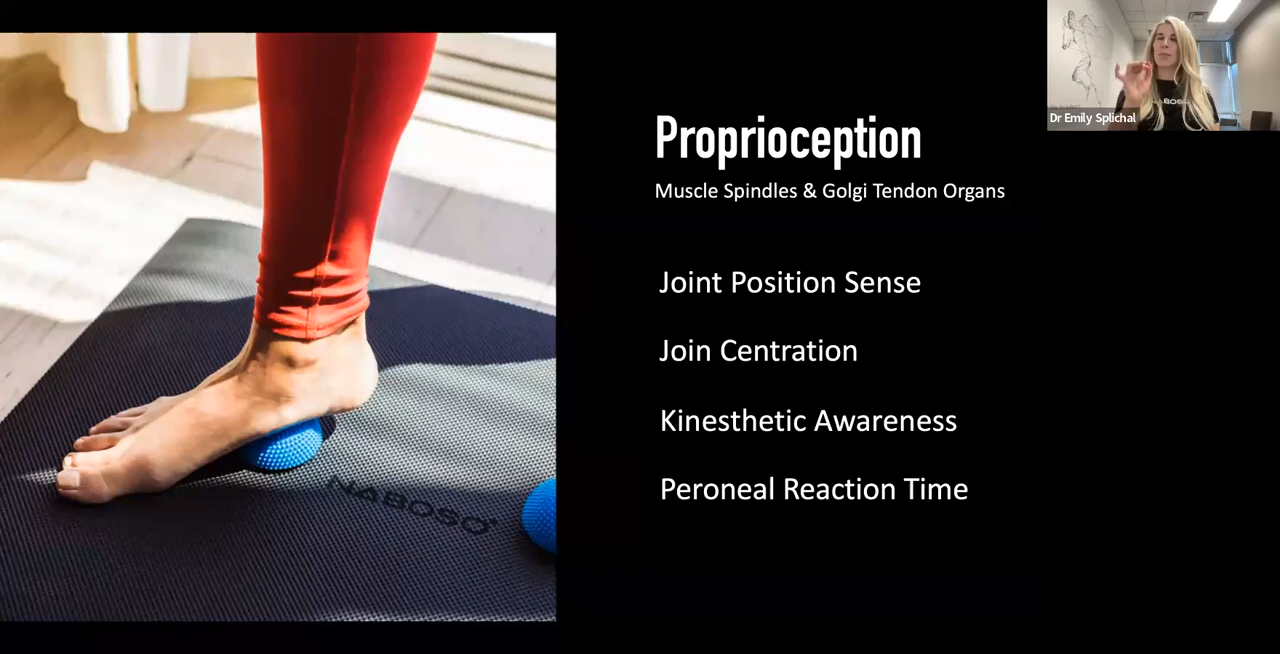 Dr Emily Splichal
Proprioception
Muscle Spindles & Golgi Tendon Organs
Joint Position Sense
Join Centration
Kinesthetic Awareness
Peroneal Reaction Time
NABOSO